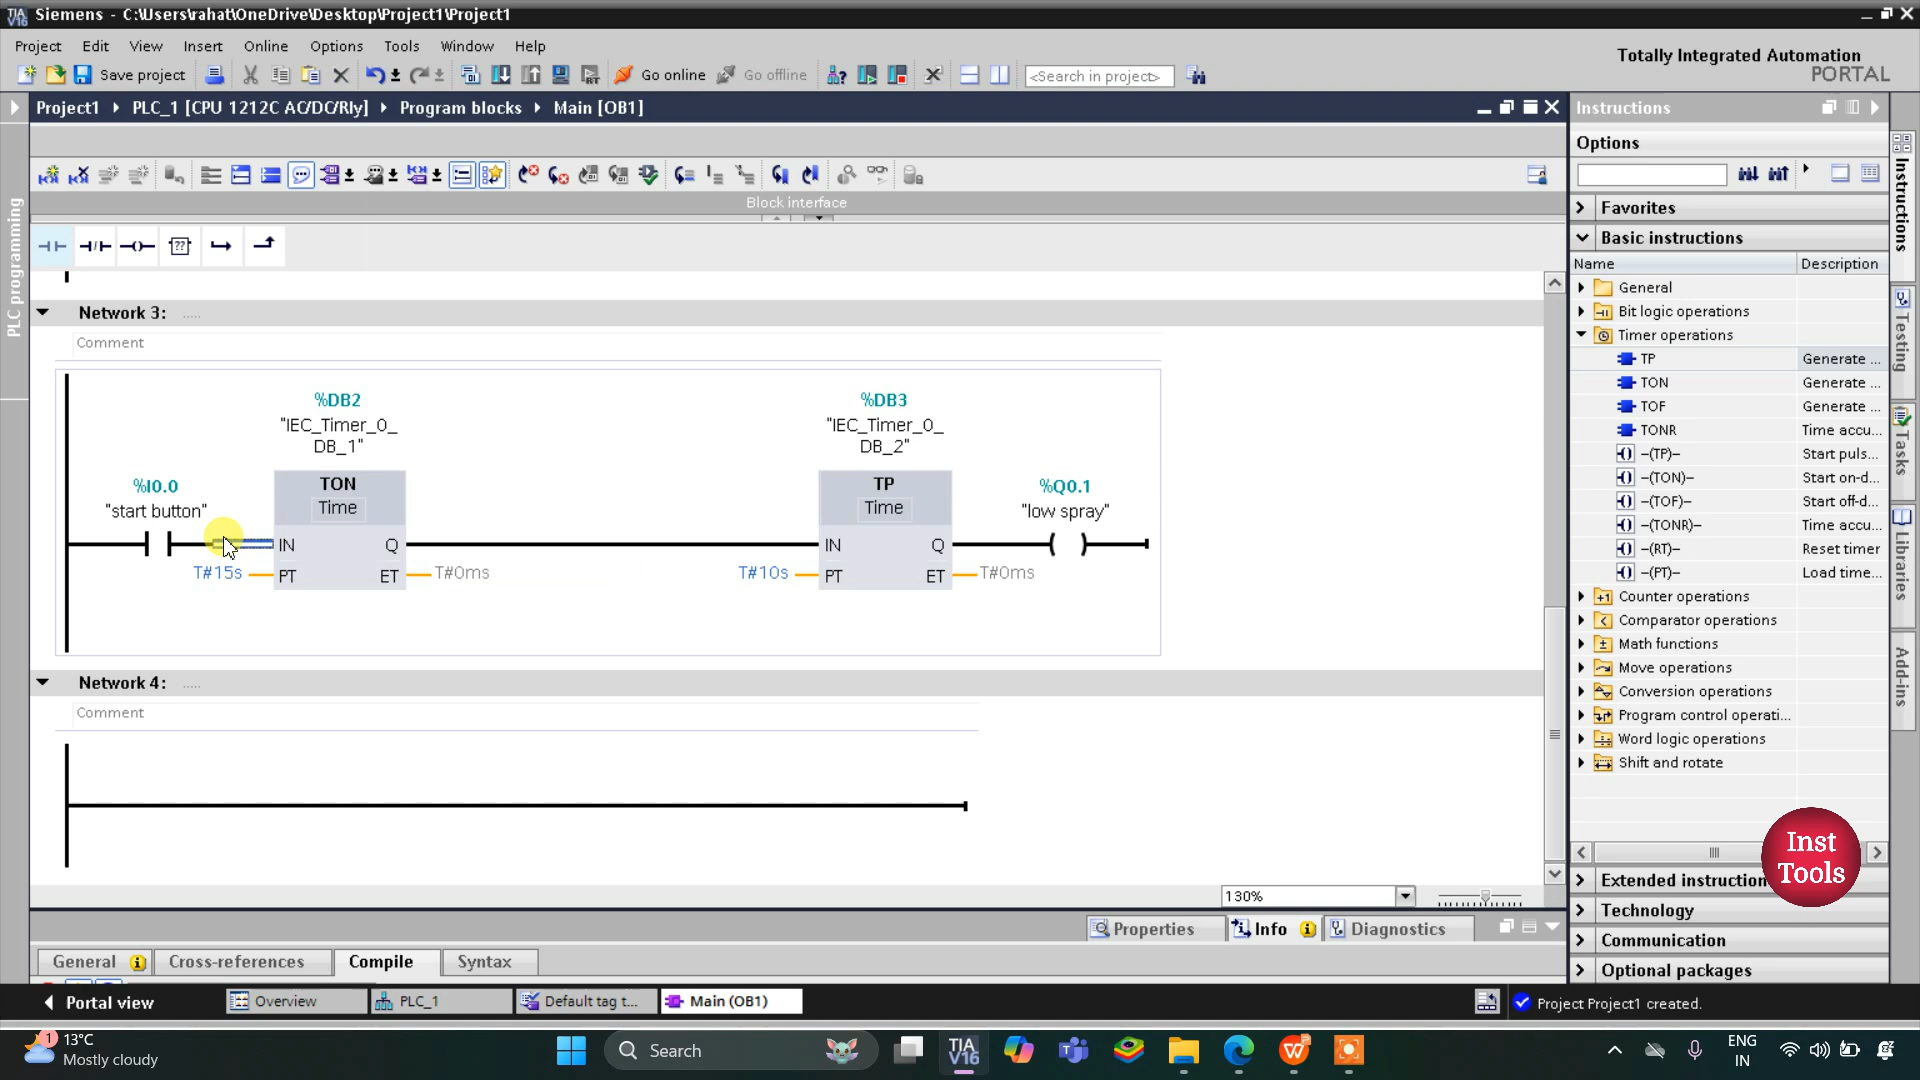 TIA V16 Siemens - C:\Users\rahat\OneDrive\Desktop\Project1\Project1
Project Edit View Insert Online Options Tools Window Help
Totally Integrated Automation
PORTAL
Save project
Go online
Go offline
<Search in project>
Project1 PLC_1 [CPU 1212C AC/DC/Rly] Program blocks Main [OB1]
Instructions
Options
Block interface
??
Favorites
Basic instructions
Name Description
General
Bit logic operations
Timer operations
TP Generate ...
TON Generate ...
TOF Generate ...
TONR Time accu...
–(TP)– Start puls...
–(TON)– Start on-d...
–(TOF)– Start off-d...
–(TONR)– Time accu...
–(RT)– Reset timer
–(PT)– Load time...
Counter operations
Comparator operations
Math functions
Move operations
Conversion operations
Program control operati...
Word logic operations
Shift and rotate
Extended instruction
Technology
Communication
Optional packages
Inst
Tools
PLC programming
Instructions
Testing
Tasks
Libraries
Add-ins
Network 3: .....
Comment
%DB2
"IEC_Timer_0_
DB_1"
%I0.0
"start button"
TON
Time
IN Q
T#15s PT ET T#0ms
%DB3
"IEC_Timer_0_
DB_2"
TP
Time
IN Q
T#10s PT ET T#0ms
%Q0.1
"low spray"
Network 4: .....
Comment
130%
Properties Info Diagnostics
General Cross-references Compile Syntax
Portal view Overview PLC_1 Default tag t... Main (OB1)
Project Project1 created.
1
13°C
Mostly cloudy
Search
TIA
V16
ENG
IN